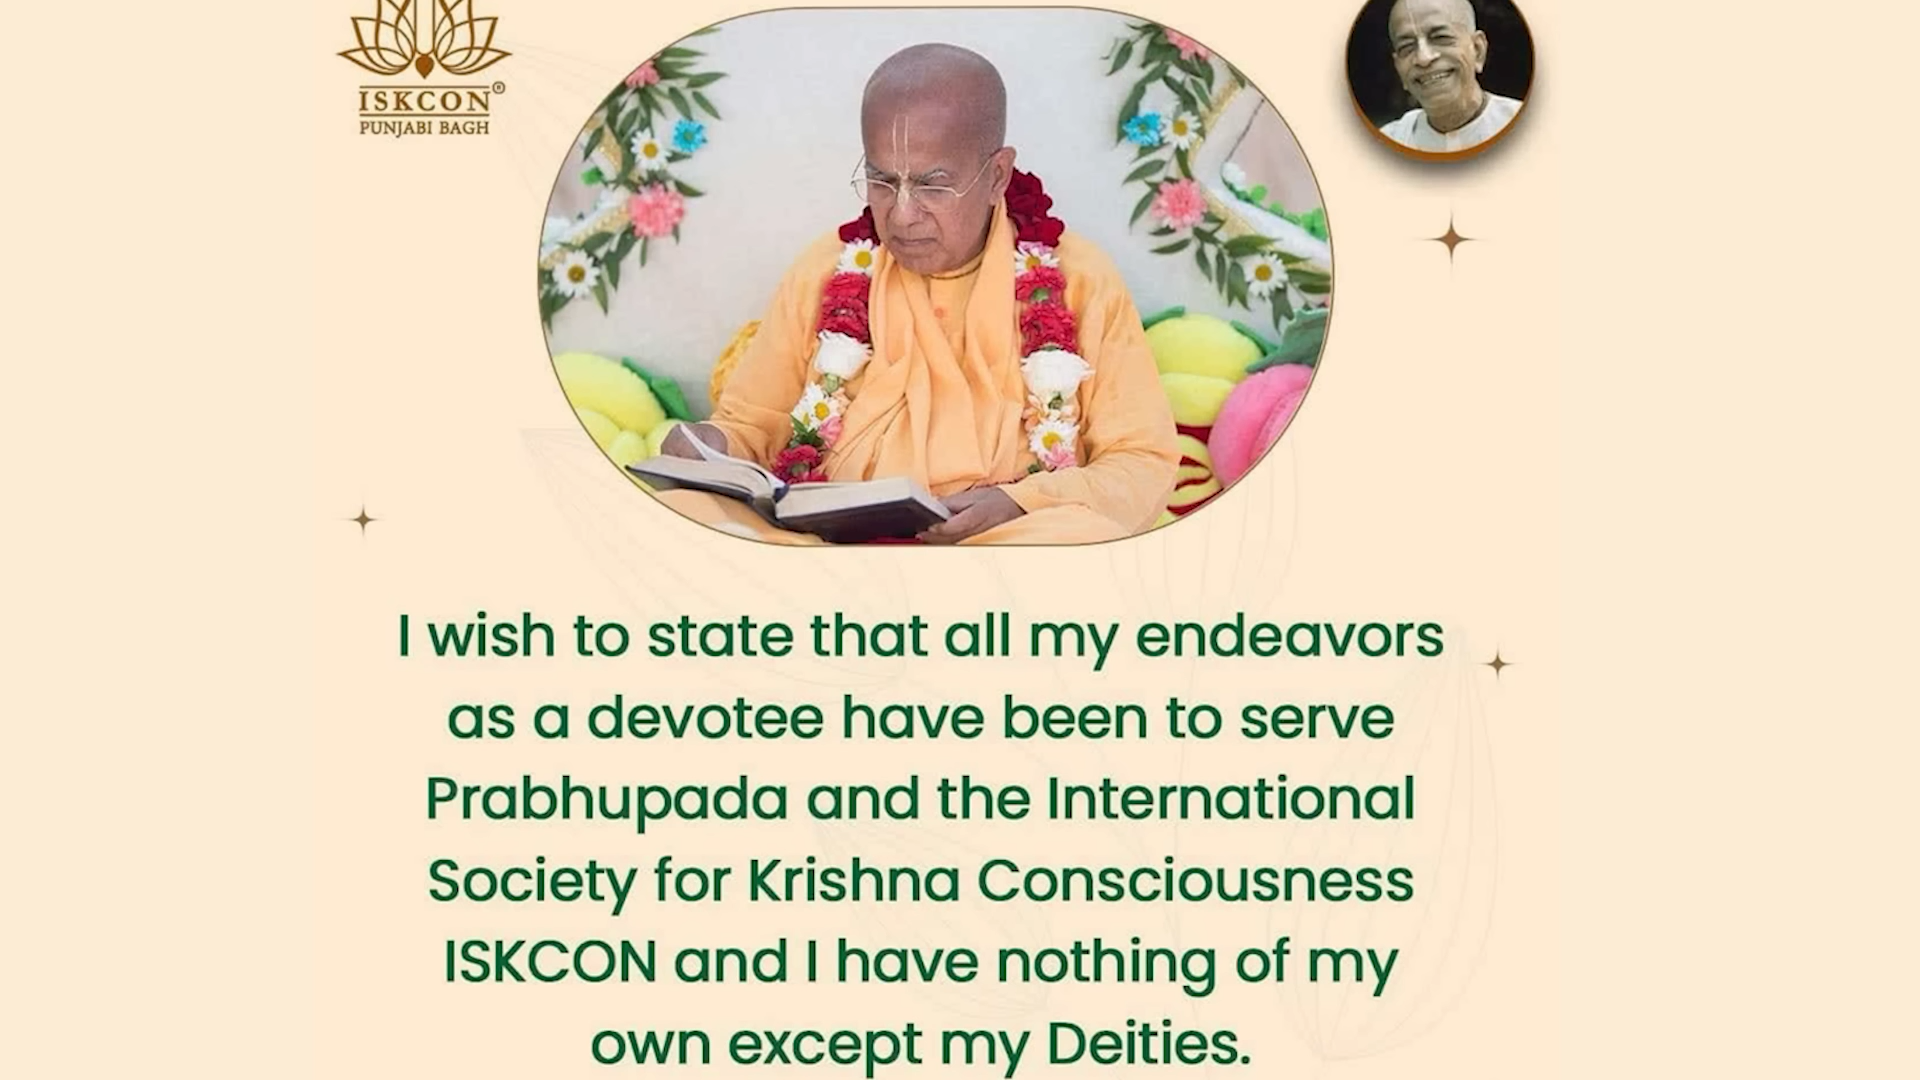 ISKCON®
PUNJABI BAGH
I wish to state that all my endeavors
as a devotee have been to serve
Prabhupada and the International
Society for Krishna Consciousness
ISKCON and I have nothing of my
own except my Deities.